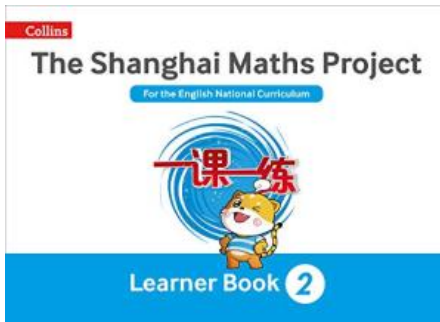 Collins
The Shanghai Maths Project
For the English National Curriculum
一课一练
Learner Book 2